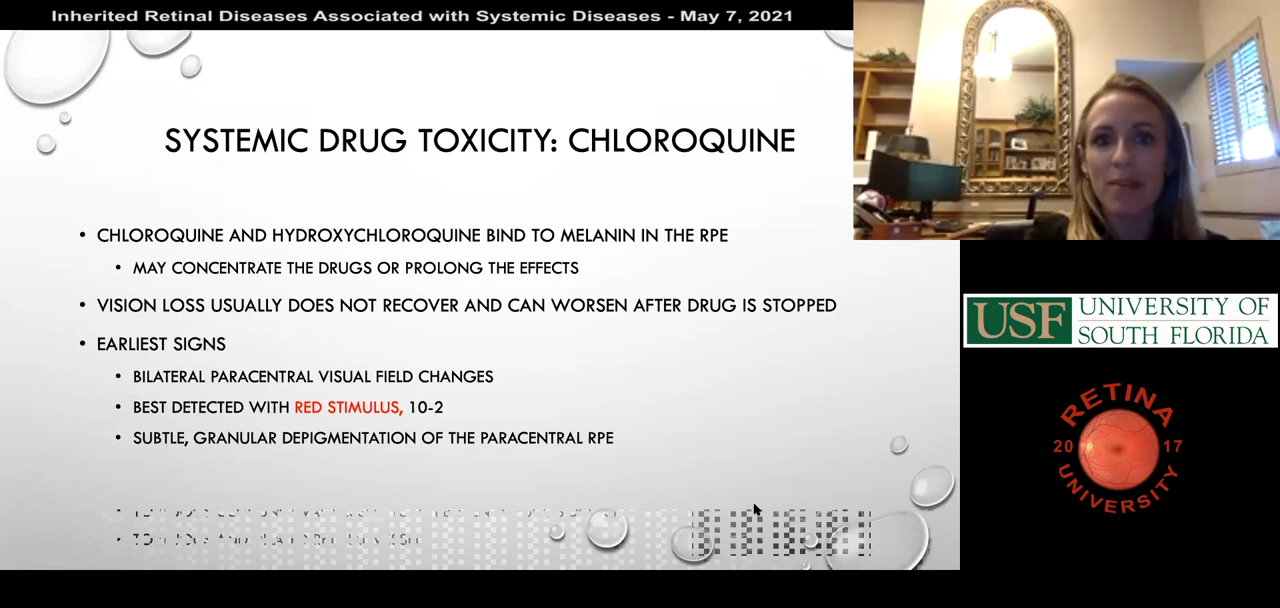 Inherited Retinal Diseases Associated with Systemic Diseases - May 7, 2021
SYSTEMIC DRUG TOXICITY: CHLOROQUINE
• CHLOROQUINE AND HYDROXYCHLOROQUINE BIND TO MELANIN IN THE RPE
• MAY CONCENTRATE THE DRUGS OR PROLONG THE EFFECTS
• VISION LOSS USUALLY DOES NOT RECOVER AND CAN WORSEN AFTER DRUG IS STOPPED
• EARLIEST SIGNS
• BILATERAL PARACENTRAL VISUAL FIELD CHANGES
• BEST DETECTED WITH RED STIMULUS, 10-2
• SUBTLE, GRANULAR DEPIGMENTATION OF THE PARACENTRAL RPE
USF UNIVERSITY OF
SOUTH FLORIDA
RETINA
20 17
UNIVERSITY